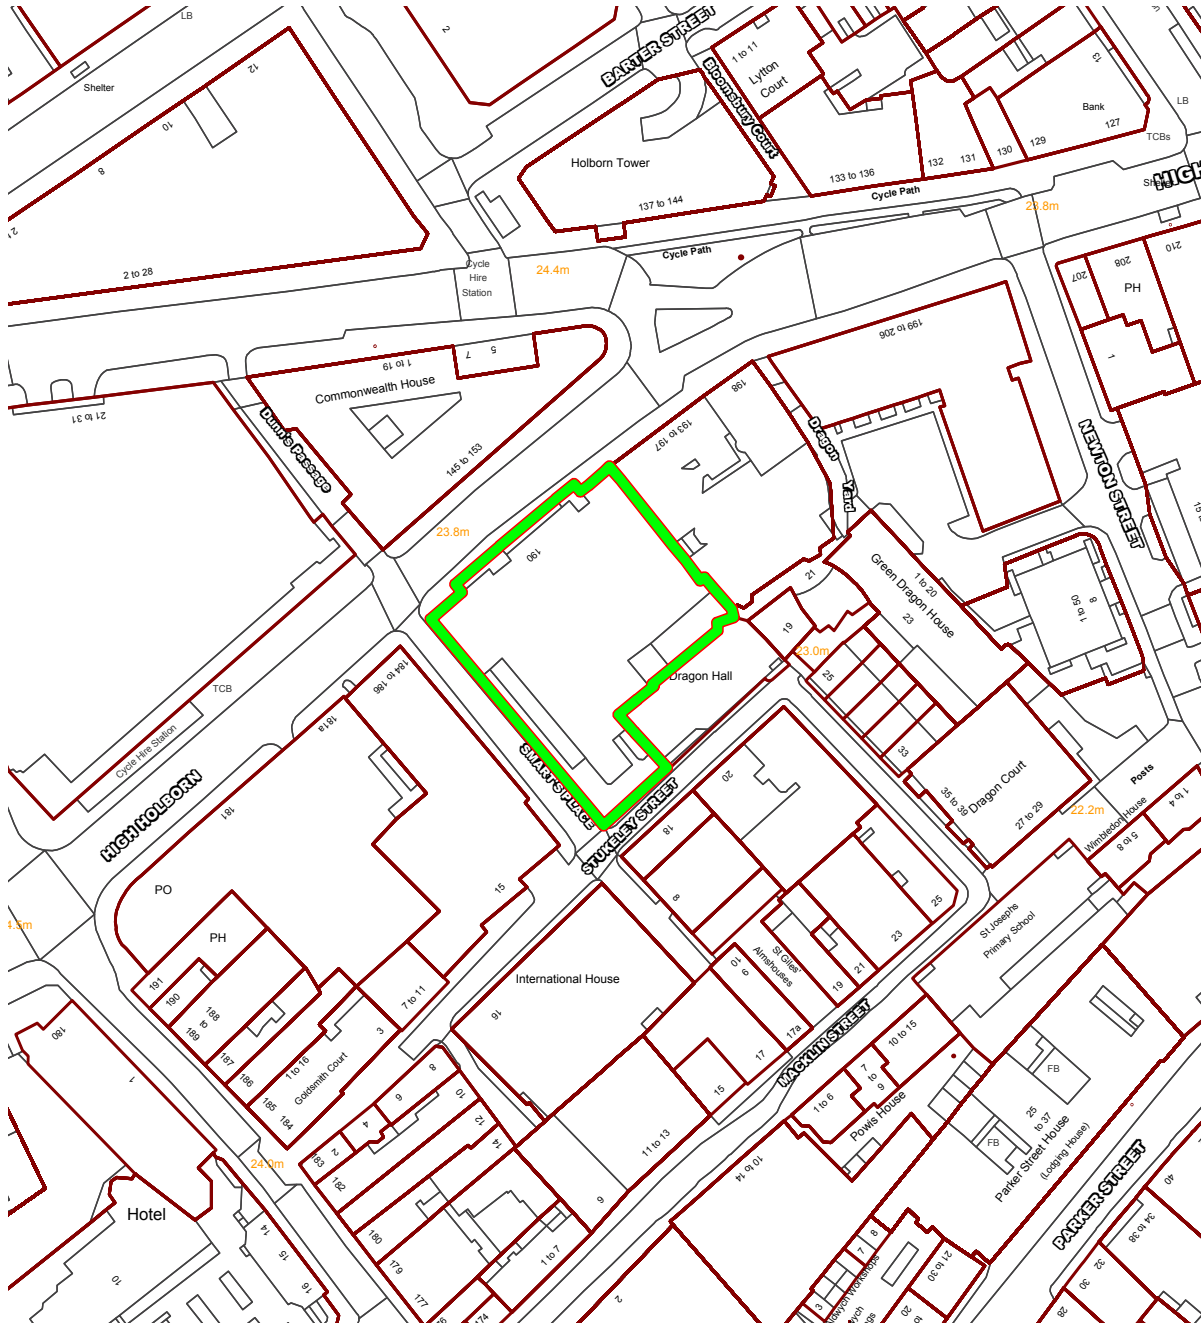 LB
2
BARTER STREET
1 to 11
Lytton
Court
13
Bank
LB
127
TCBs
Shelter
12
10
8
Bloomsbury Court
Holborn Tower
137 to 144
133 to 136
132
131
130
129
Cycle Path
HIGH
23.8m
2 to 28
Cycle
Hire
Station
24.4m
Cycle Path
210
208
207
PH
1
199 to 206
5
7
1 to 19
Commonwealth House
21 to 31
Dunn's Passage
145 to 153
198
193 to 197
Dragon
Yard
NEWTON STREET
23.8m
190
21
1 to 20
Green Dragon House
23
8
1 to 50
19
23.0m
25
Dragon Hall
33
184 to 186
TCB
181a
Cycle Hire Station
HIGH HOLBORN
181
SMART'S PLACE
STUKELEY STREET
20
18
8
35 to 39
Dragon Court
27 to 29
Posts
22.2m
Wimbledon House
1 to 4
5 to 8
PO
PH
15
25
23
21
19
St Giles'
Almshouses
10
9
17a
17
15
St Josephs
Primary School
191
190
188
to
189
187
186
185
184
1 to 16
Goldsmith Court
3
7 to 11
International House
16
MACKLIN STREET
10 to 15
7
to
9
1 to 6
Powis House
FB
FB
25
to 37
Parker Street House
(Lodging House)
180
1
8
6
4
2
10
12
14
183
182
180
179
177
174
24.0m
11 to 13
9
1 to 7
10 to 14
PARKER STREET
40
34 to 38
32
30
28
Hotel
10
14
15
16
2
8
7
3
21 to 30
20